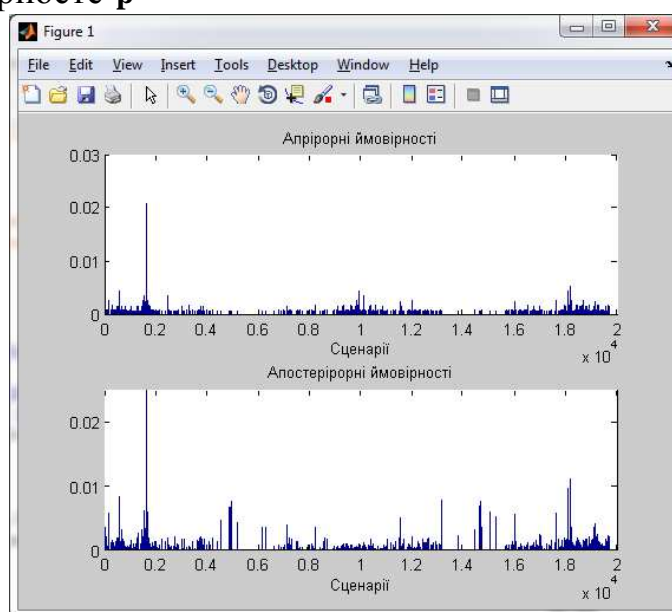 Figure 1
File Edit View Insert Tools Desktop Window Help
Апрірорні ймовірності
0.03
0.02
0.01
0
0 0.2 0.4 0.6 0.8 1 1.2 1.4 1.6 1.8 2
Сценарії
x 10^4
Апостерірорні ймовірності
0.02
0.01
0
0 0.2 0.4 0.6 0.8 1 1.2 1.4 1.6 1.8 2
Сценарії
x 10^4